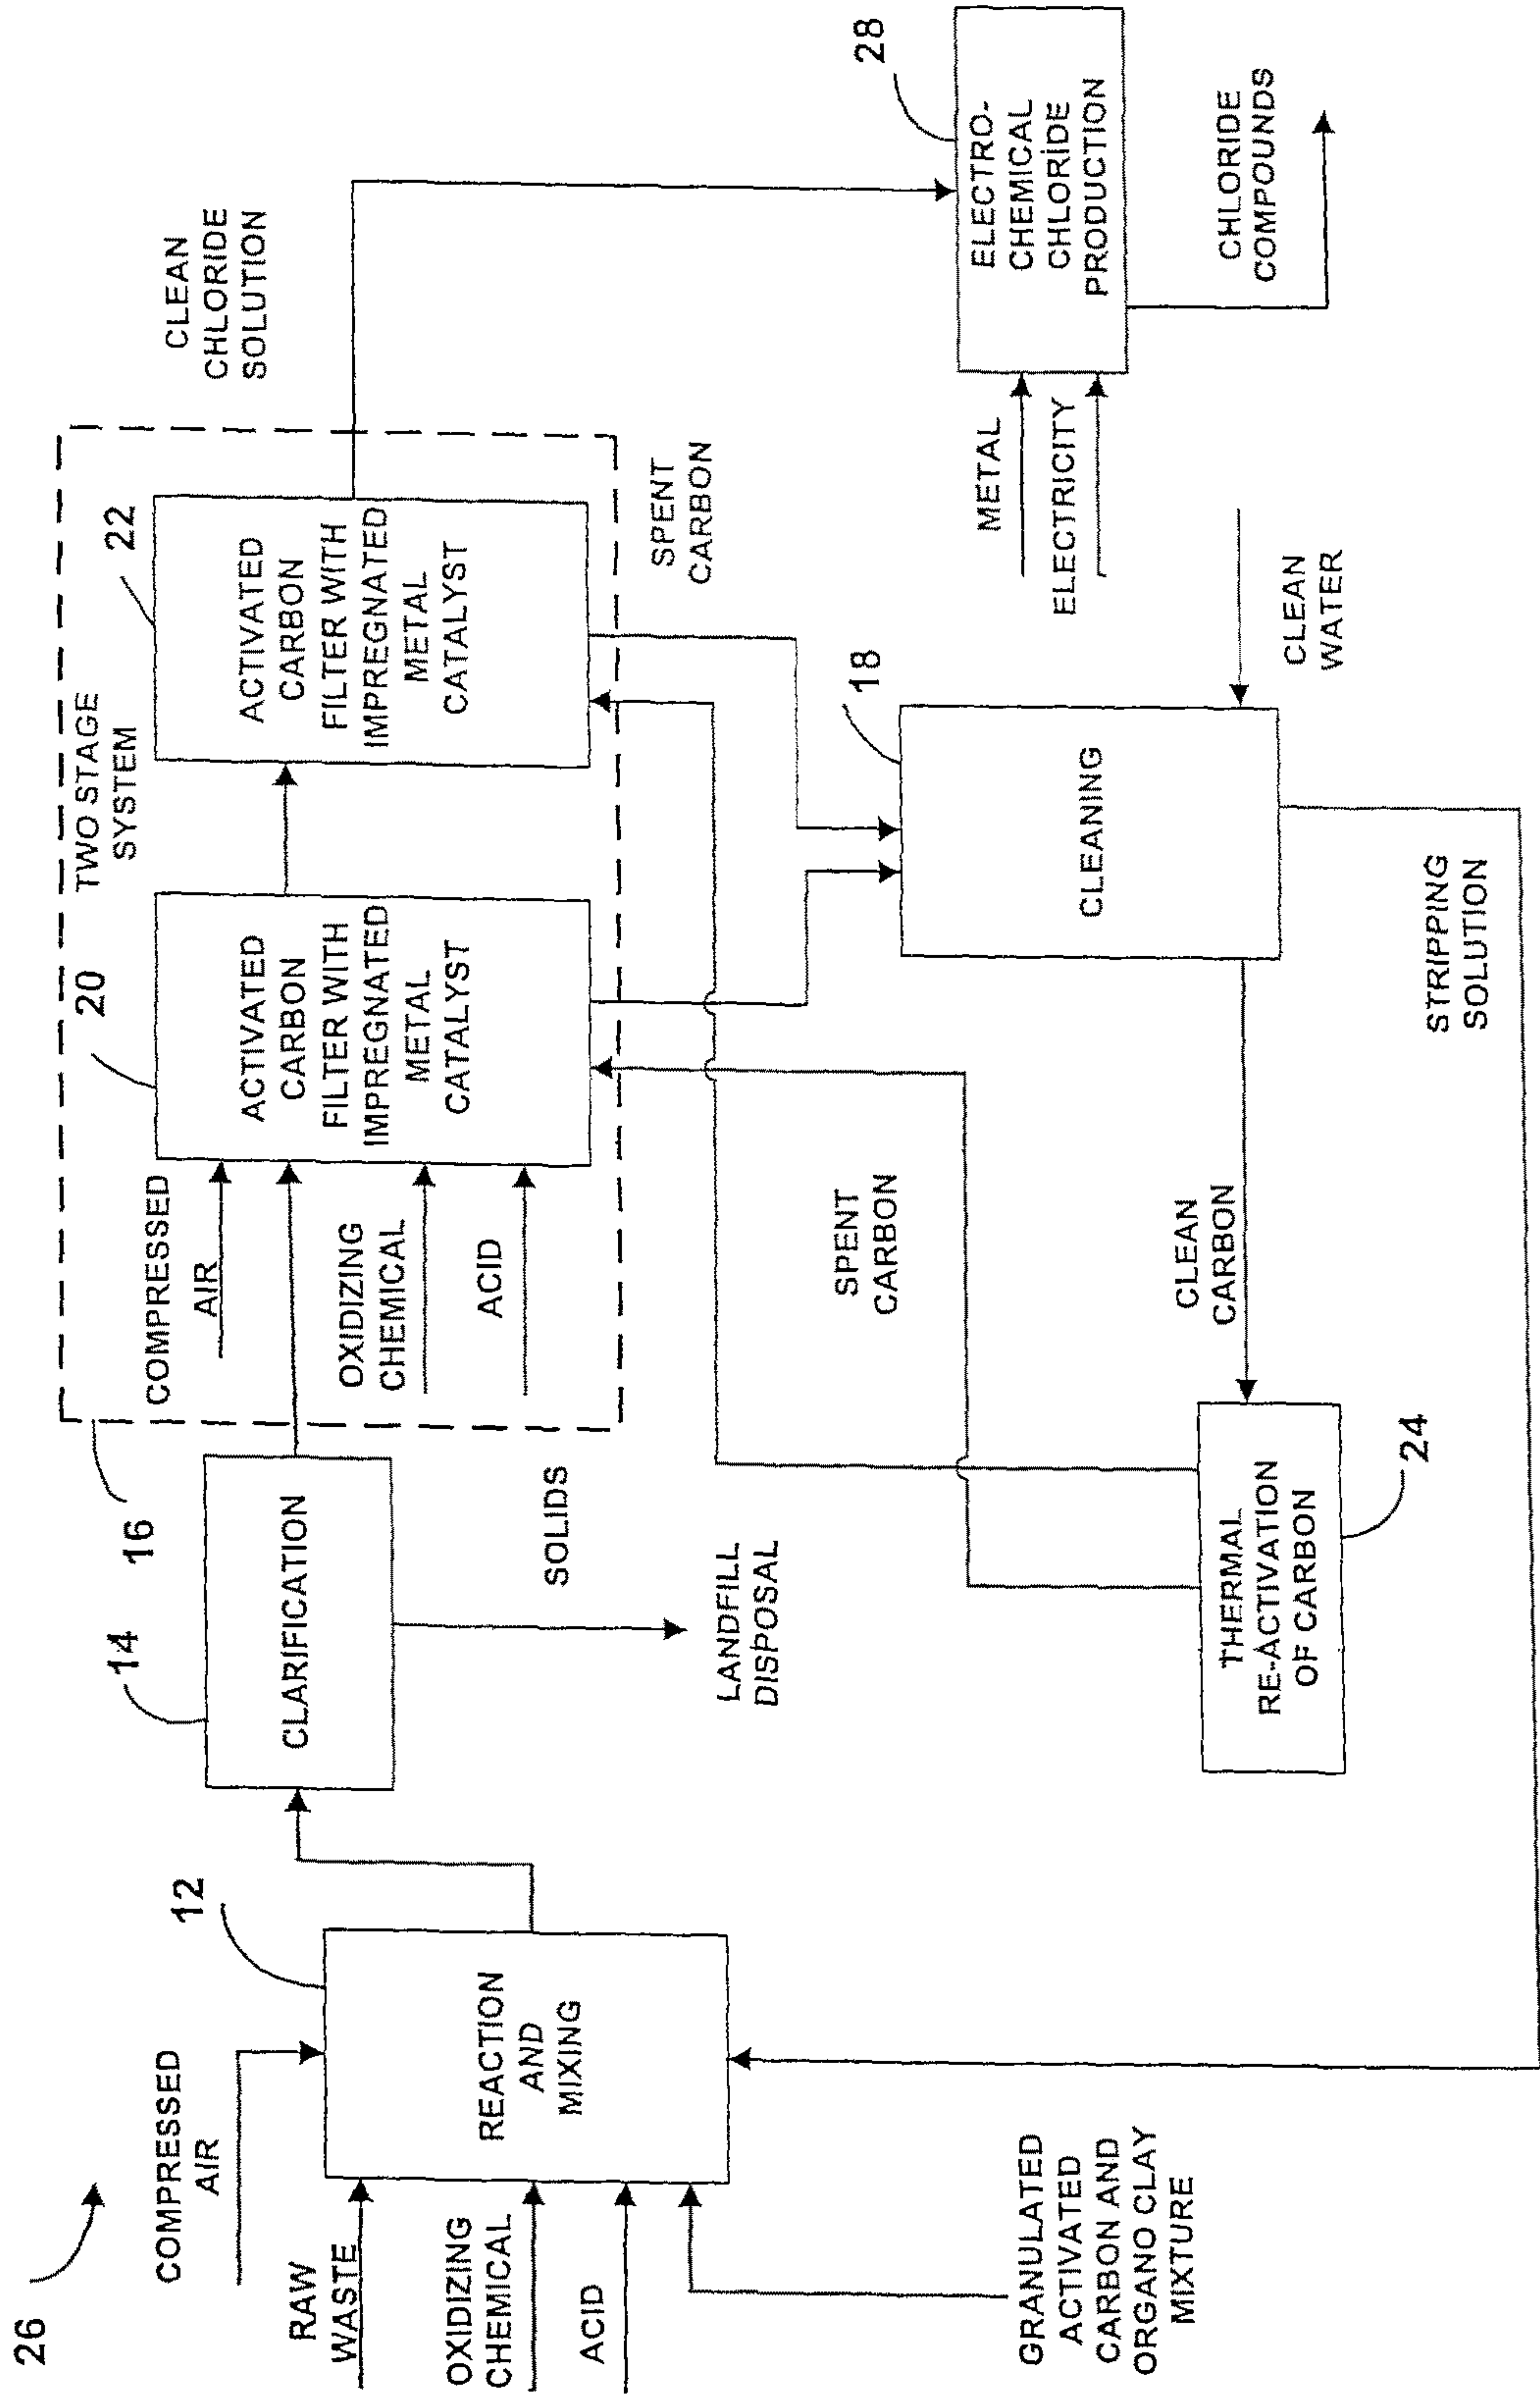 26
COMPRESSED
AIR
RAW
WASTE
OXIDIZING
CHEMICAL
ACID
GRANULATED
ACTIVATED
CARBON AND
ORGANO CLAY
MIXTURE
12
REACTION
AND
MIXING
14
CLARIFICATION
SOLIDS
LANDFILL
DISPOSAL
16
TWO STAGE
SYSTEM
COMPRESSED
AIR
OXIDIZING
CHEMICAL
ACID
20
ACTIVATED
CARBON
FILTER WITH
IMPREGNATED
METAL
CATALYST
22
ACTIVATED
CARBON
FILTER WITH
IMPREGNATED
METAL
CATALYST
CLEAN
CHLORIDE
SOLUTION
SPENT
CARBON
SPENT
CARBON
18
CLEANING
CLEAN
WATER
CLEAN
CARBON
STRIPPING
SOLUTION
THERMAL
RE-ACTIVATION
OF CARBON
24
METAL
ELECTRICITY
28
ELECTRO-
CHEMICAL
CHLORIDE
PRODUCTION
CHLORIDE
COMPOUNDS